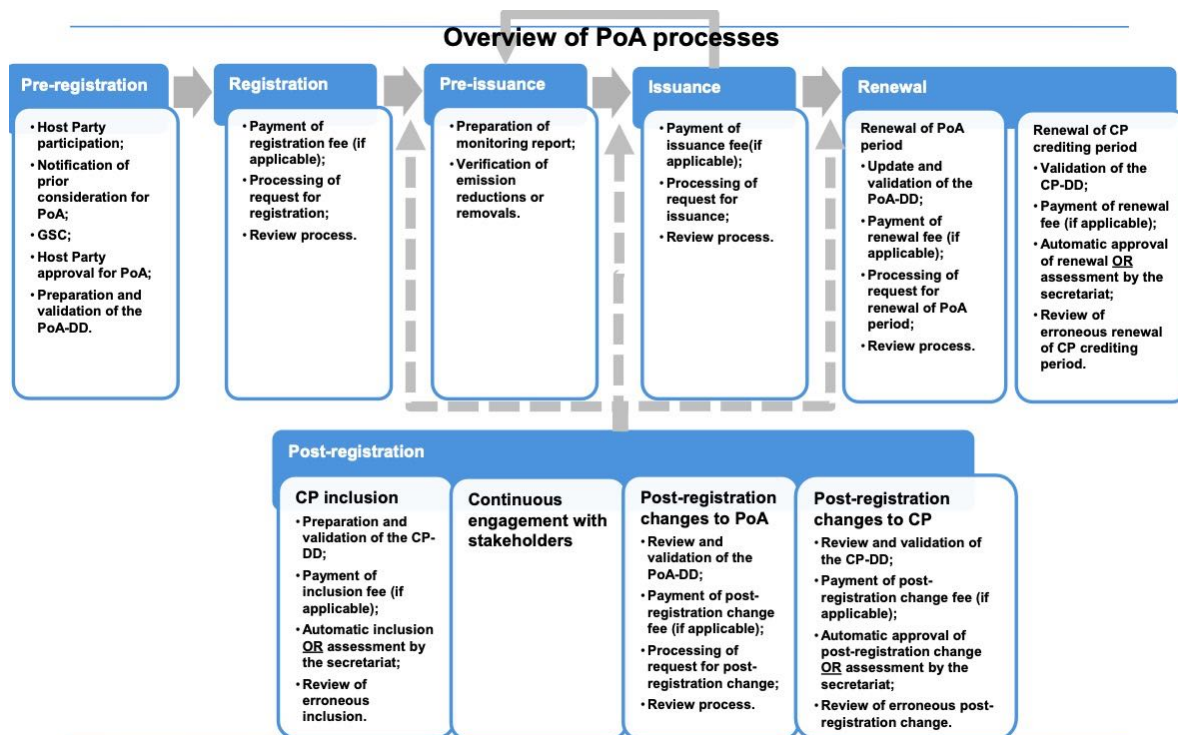 Overview of PoA processes
Pre-registration
• Host Party
participation;
• Notification of
prior
consideration for
PoA;
• GSC;
• Host Party
approval for PoA;
• Preparation and
validation of the
PoA-DD.
Registration
• Payment of
registration fee (if
applicable);
• Processing of
request for
registration;
• Review process.
Pre-issuance
• Preparation of
monitoring report;
• Verification of
emission
reductions or
removals.
Issuance
• Payment of
issuance fee(if
applicable);
• Processing of
request for
issuance;
• Review process.
Renewal
Renewal of PoA
period
• Update and
validation of the
PoA-DD;
• Payment of
renewal fee (if
applicable);
• Processing of
request for
renewal of PoA
period;
• Review process.
Renewal of CP
crediting period
• Validation of the
CP-DD;
• Payment of renewal
fee (if applicable);
• Automatic approval
of renewal OR
assessment by the
secretariat;
• Review of
erroneous renewal
of CP crediting
period.
Post-registration
CP inclusion
• Preparation and
validation of the CP-
DD;
• Payment of
inclusion fee (if
applicable);
• Automatic inclusion
OR assessment by
the secretariat;
• Review of
erroneous
inclusion.
Continuous
engagement with
stakeholders
Post-registration
changes to PoA
• Review and
validation of the
PoA-DD;
• Payment of post-
registration change
fee (if applicable);
• Processing of
request for post-
registration change;
• Review process.
Post-registration
changes to CP
• Review and validation of
the CP-DD;
• Payment of post-
registration change fee (if
applicable);
• Automatic approval of
post-registration change
OR assessment by the
secretariat;
• Review of erroneous post-
registration change.